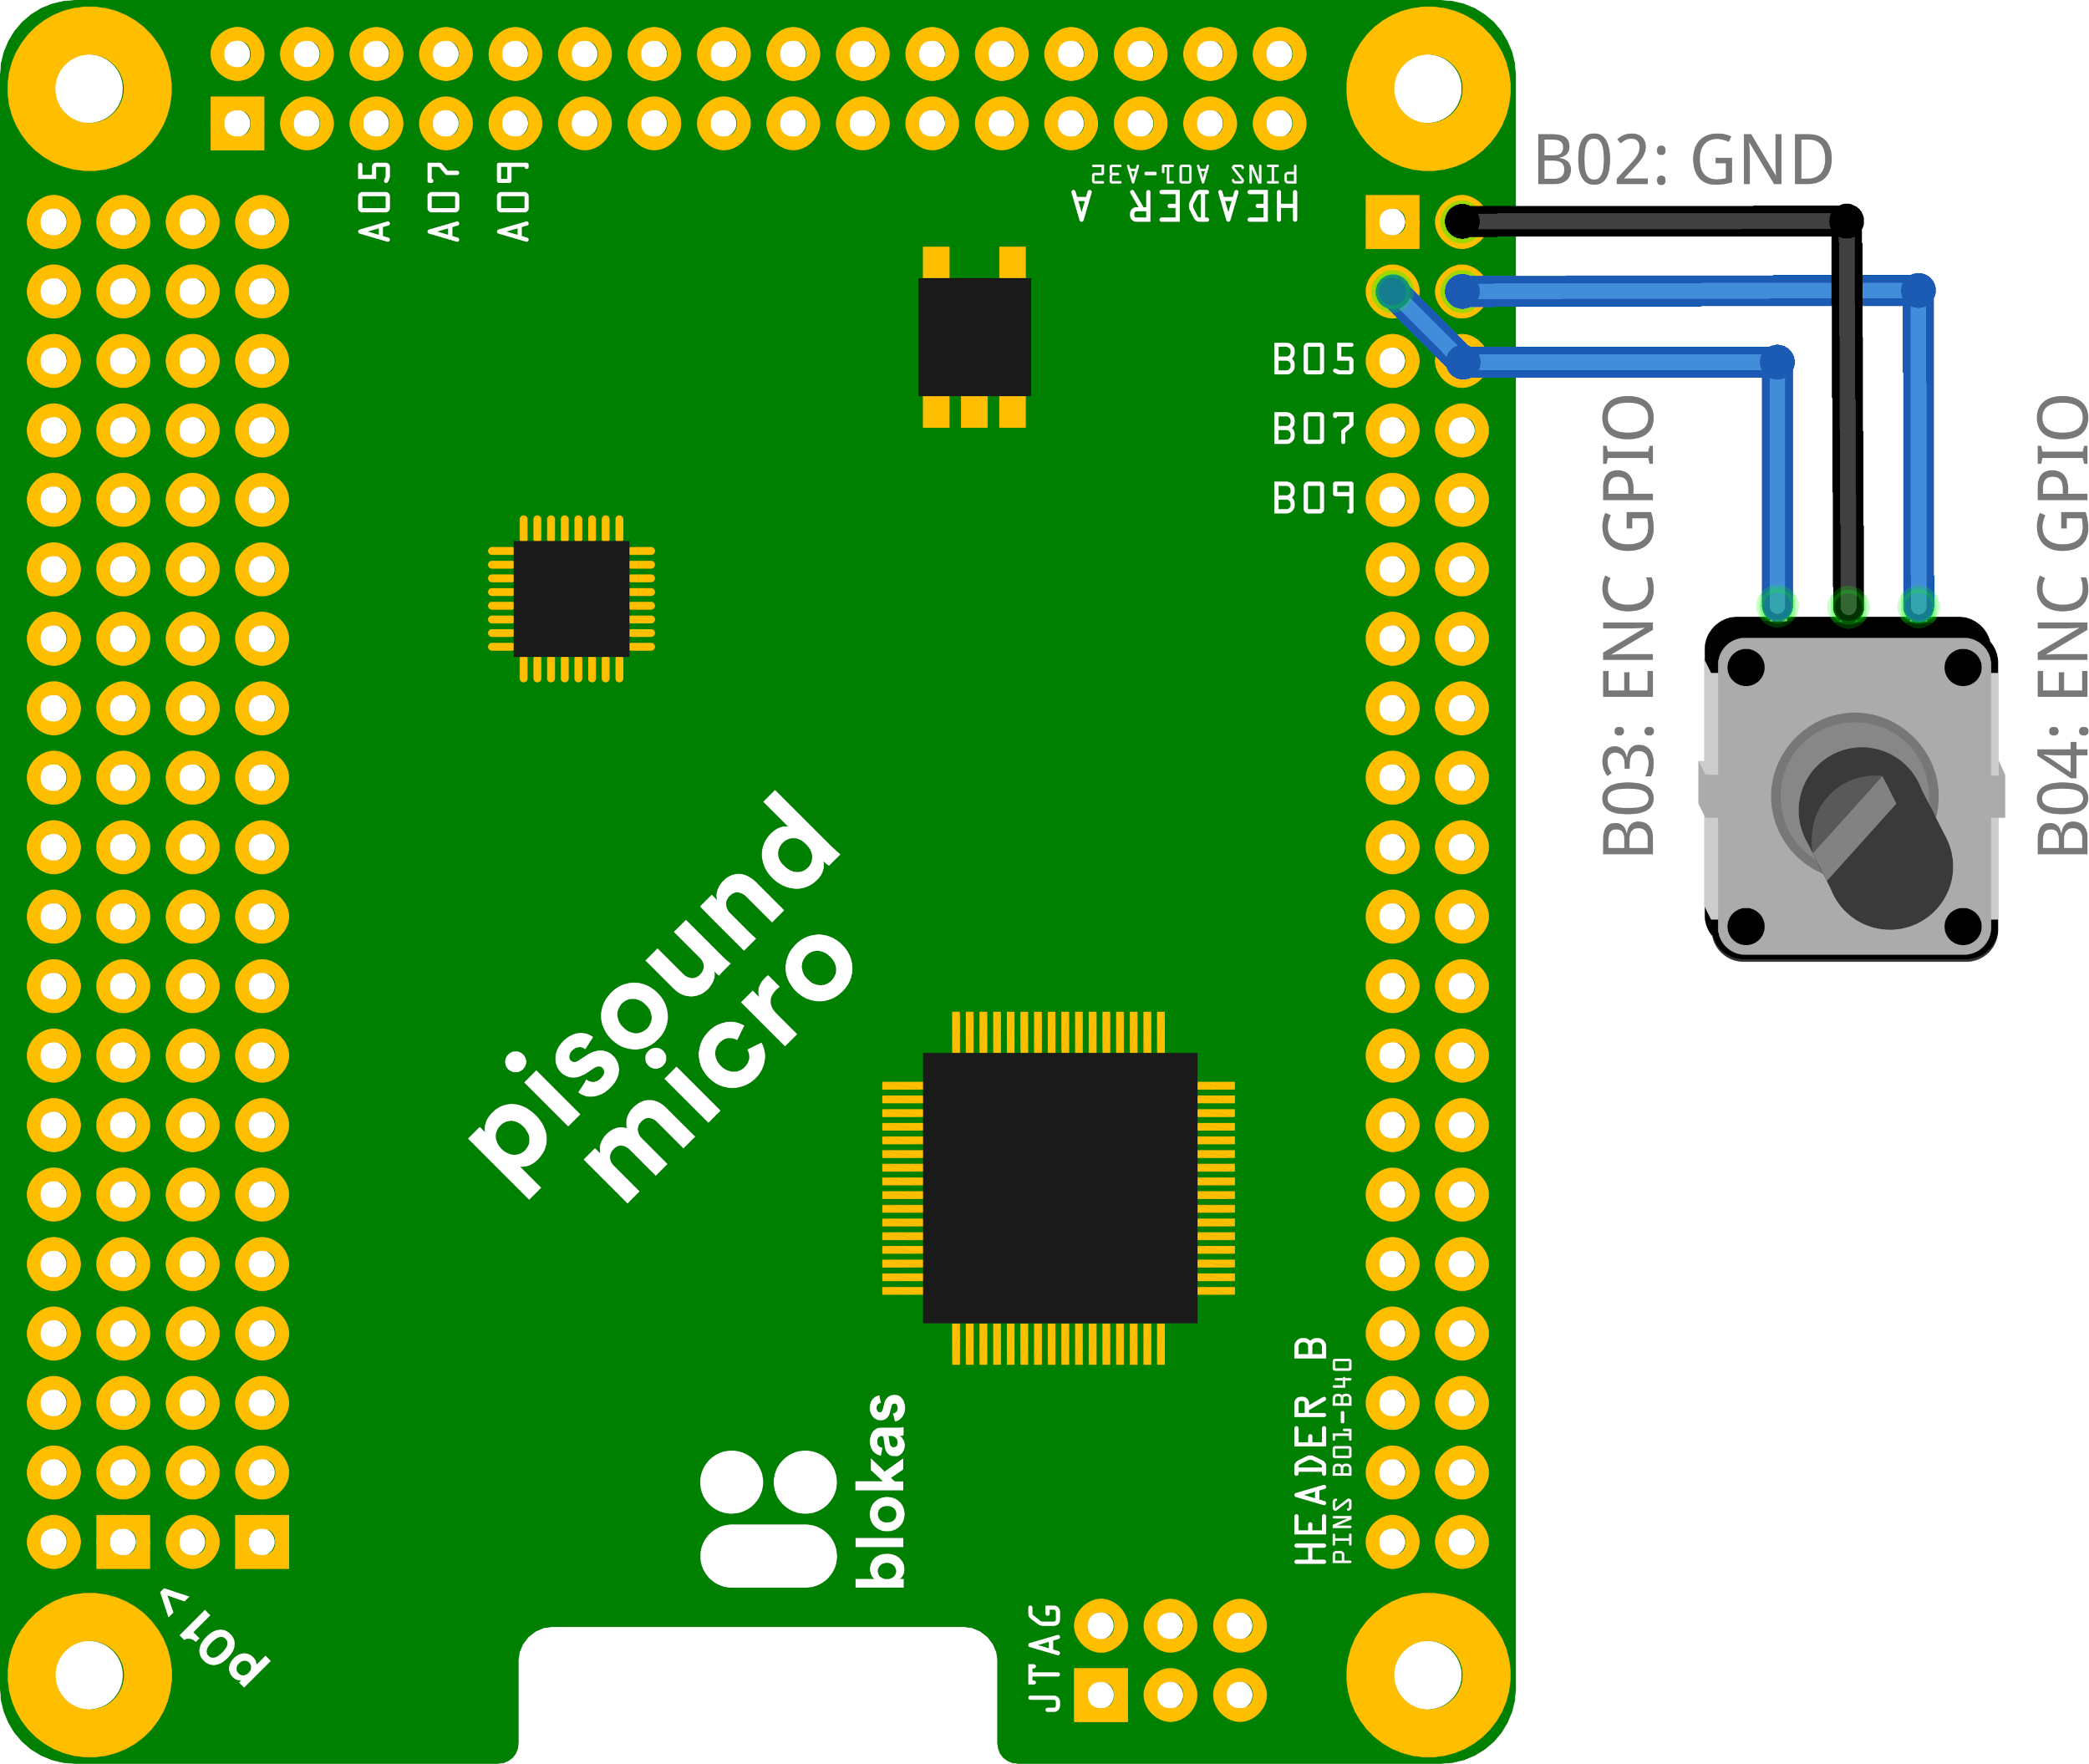 B02: GND
A05
A07
A09
HEADER A
PINS A01-A32
B05
B07
B09
B03: ENC GPIO
B04: ENC GPIO
pisound
micro
blokas
HEADER B
PINS B01-B40
JTAG